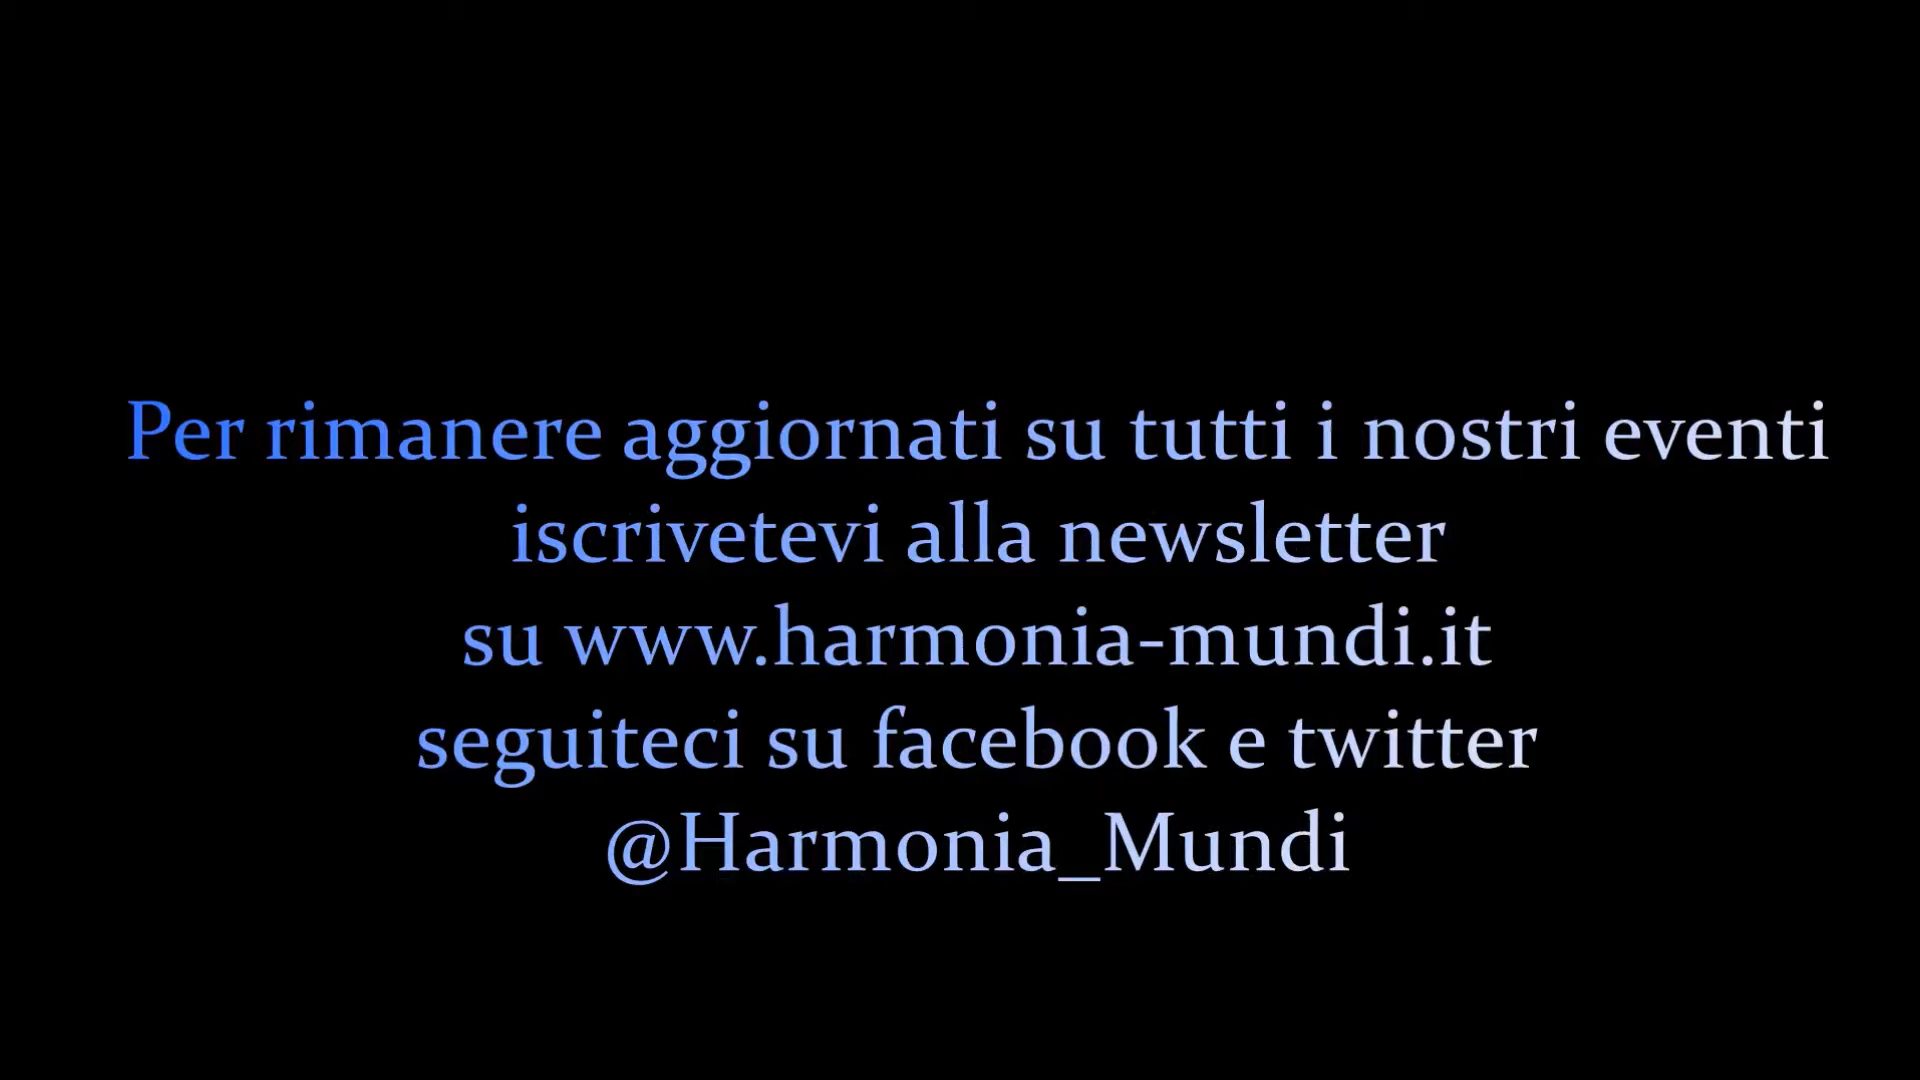 Per rimanere aggiornati su tutti i nostri eventi
iscrivetevi alla newsletter
su www.harmonia-mundi.it
seguiteci su facebook e twitter
@Harmonia_Mundi